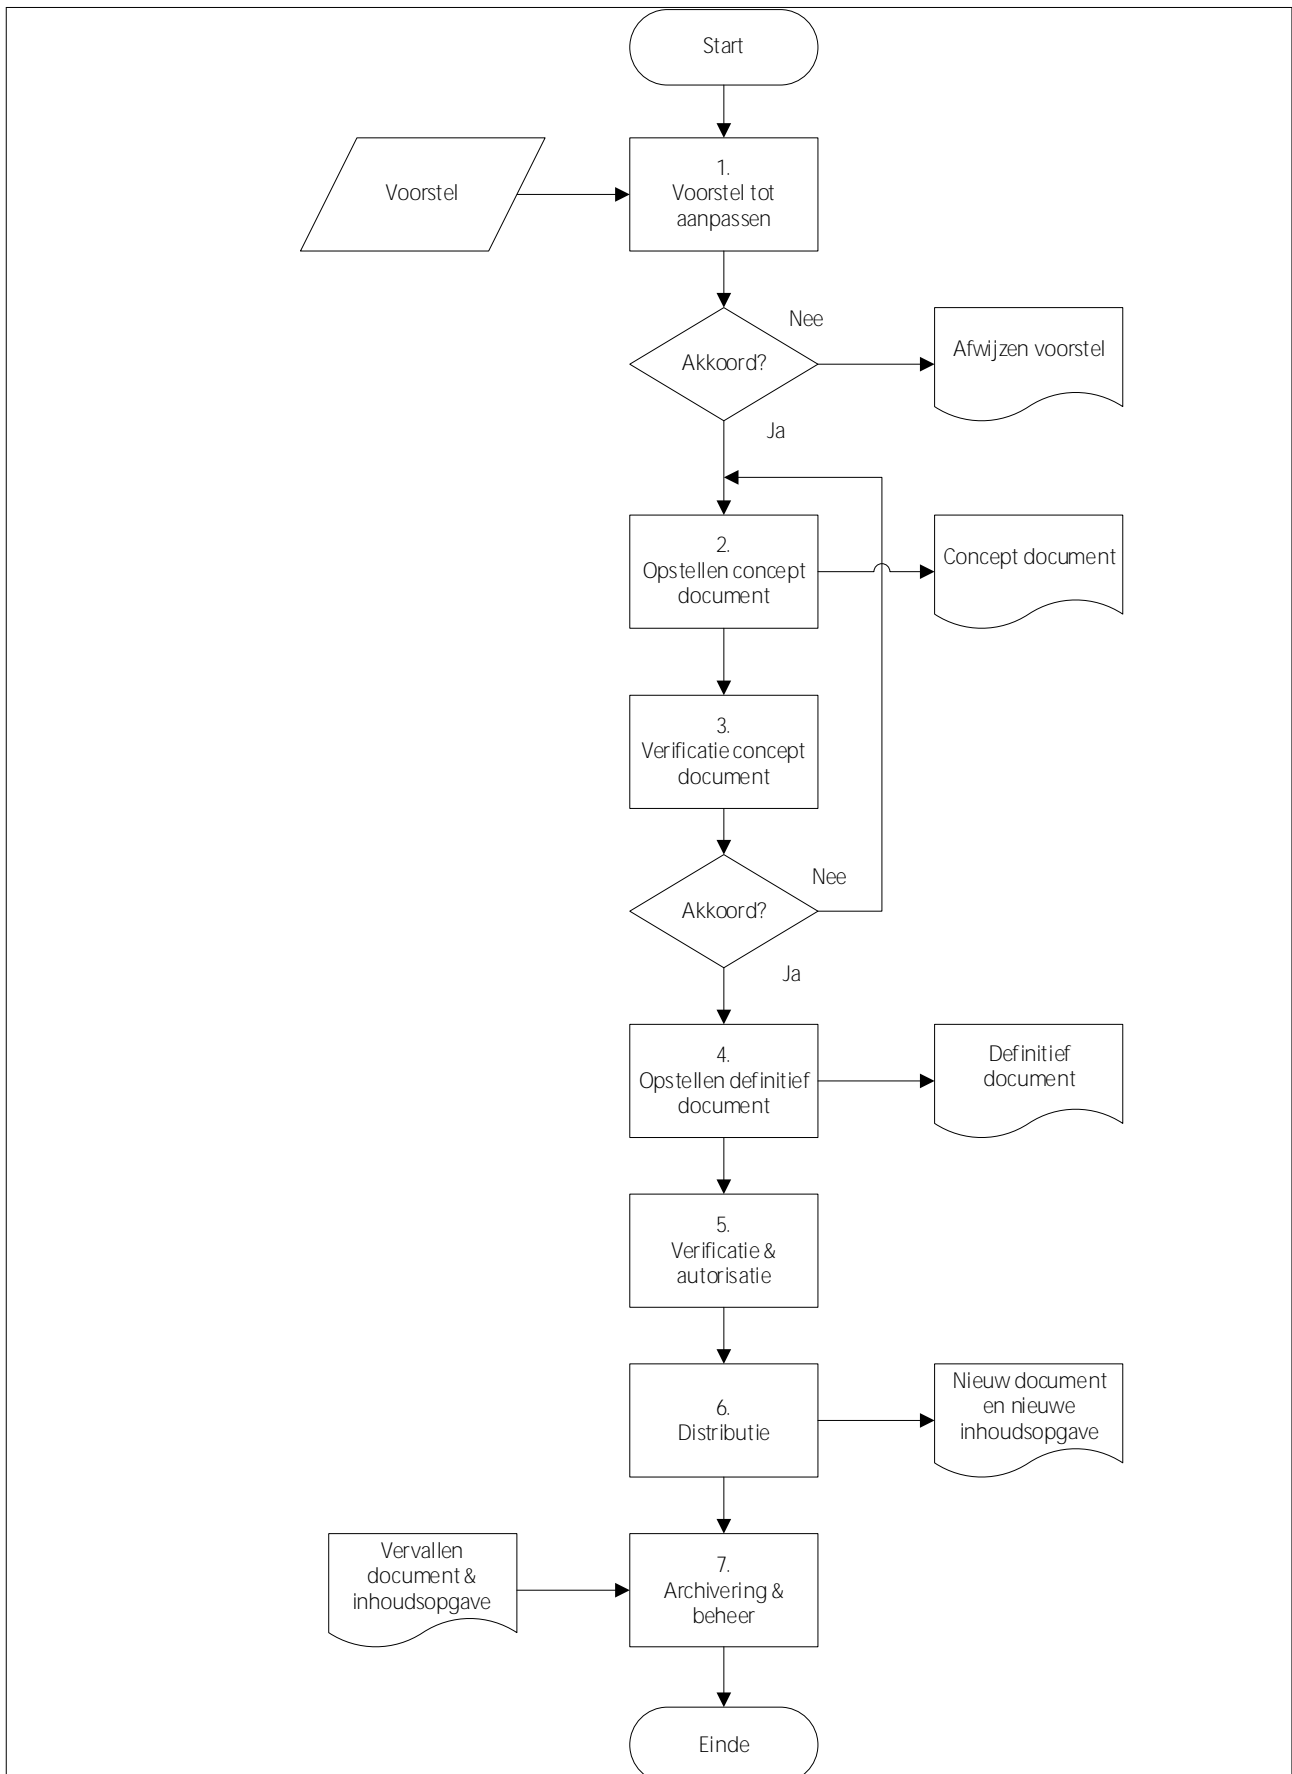 Start
Voorstel
1.
Voorstel tot
aanpassen
Akkoord?
Nee
Afwijzen voorstel
Ja
2.
Opstellen concept
document
Concept document
3.
Verificatie concept
document
Akkoord?
Nee
Ja
4.
Opstellen definitief
document
Definitief
document
5.
Verificatie &
autorisatie
6.
Distributie
Nieuw document
en nieuwe
inhoudsopgave
Vervallen
document &
inhoudsopgave
7.
Archivering &
beheer
Einde